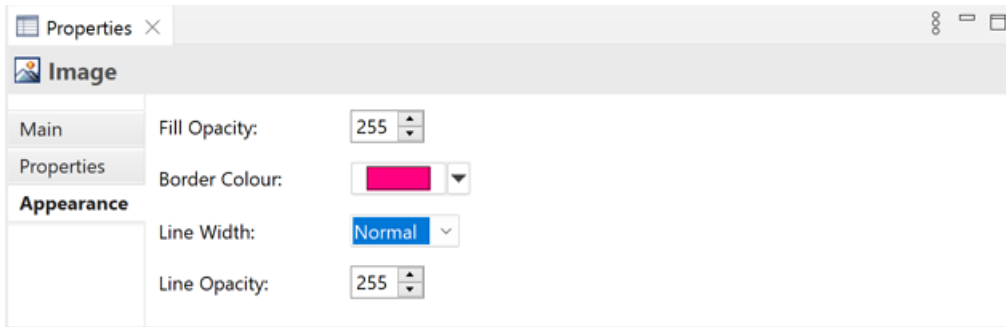 Properties
Image
Main
Properties
Appearance
Fill Opacity: 255
Border Colour:
Line Width: Normal
Line Opacity: 255